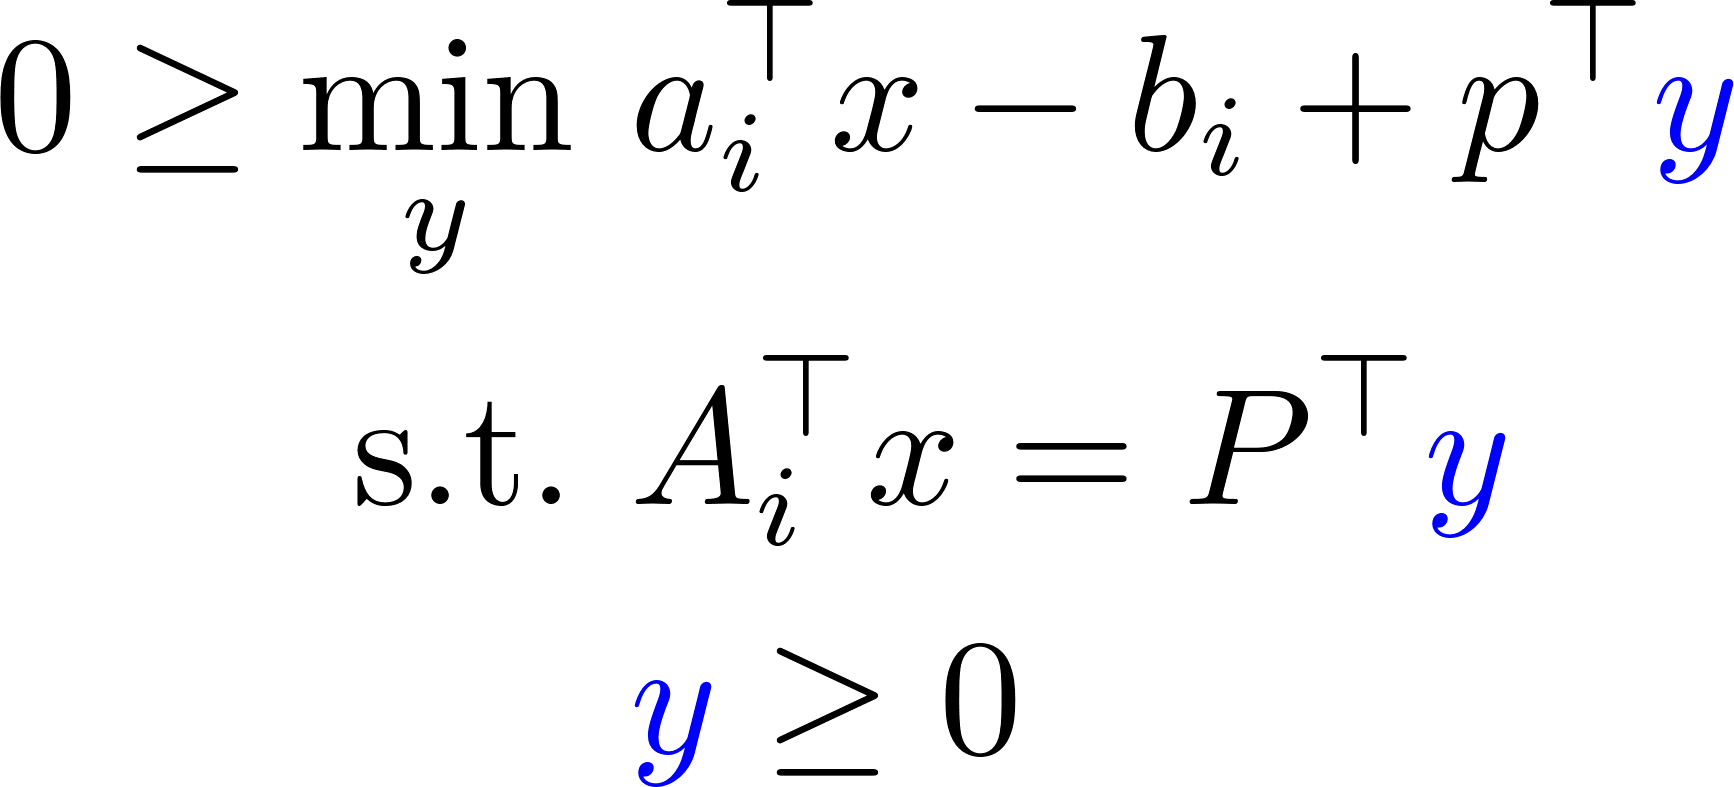 0 ≥ min_y a_i^⊤ x − b_i + p^⊤ y
s.t. A_i^⊤ x = P^⊤ y
y ≥ 0